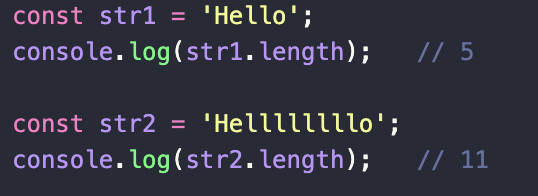 const str1 = 'Hello';
console.log(str1.length);   // 5
const str2 = 'Hellllllllo';
console.log(str2.length);   // 11